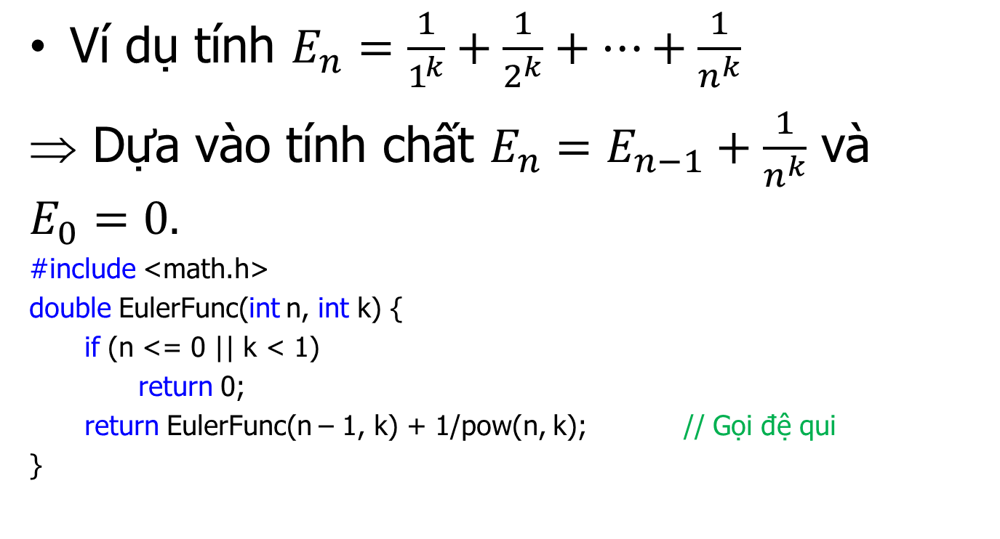 • Ví dụ tính $E_n = \frac{1}{1^k} + \frac{1}{2^k} + \cdots + \frac{1}{n^k}$
⇒ Dựa vào tính chất $E_n = E_{n-1} + \frac{1}{n^k}$ và
$E_0 = 0$.
#include <math.h>
double EulerFunc(int n, int k) {
if (n <= 0 || k < 1)
return 0;
return EulerFunc(n – 1, k) + 1/pow(n, k); // Gọi đệ qui
}